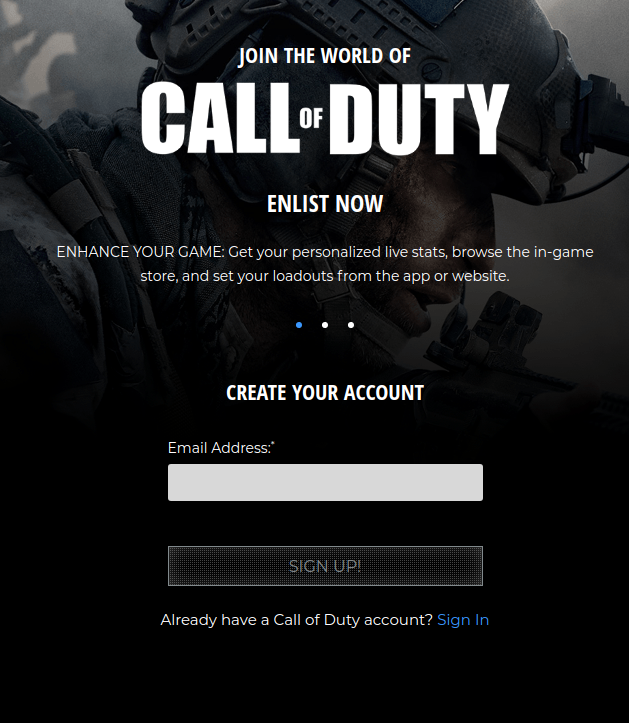 JOIN THE WORLD OF
CALL OF DUTY
ENLIST NOW
ENHANCE YOUR GAME: Get your personalized live stats, browse the in-game
store, and set your loadouts from the app or website.
CREATE YOUR ACCOUNT
Email Address:*
SIGN UP!
Already have a Call of Duty account? Sign In